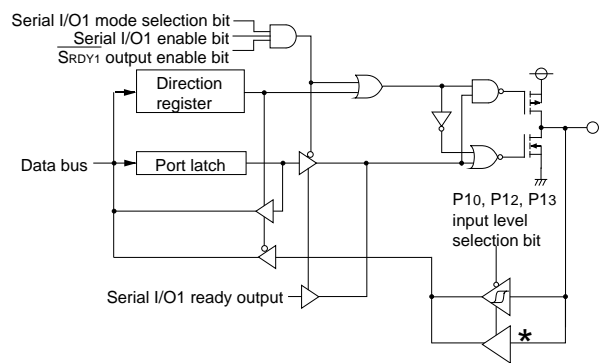 Serial I/O1 mode selection bit
Serial I/O1 enable bit
SRDY1 output enable bit
Direction
register
Data bus
Port latch
P10, P12, P13
input level
selection bit
Serial I/O1 ready output
*